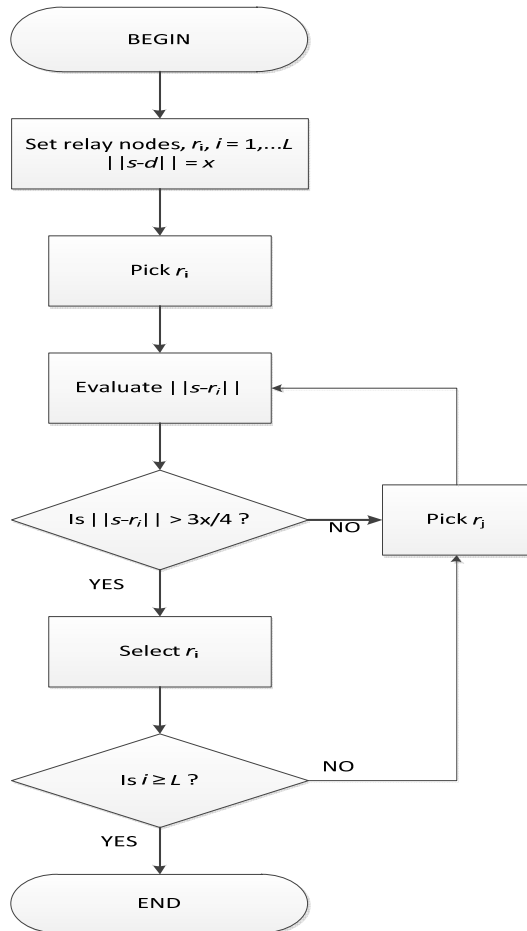 BEGIN
Set relay nodes, rᵢ, i = 1,...L
||s-d|| = x
Pick rᵢ
Evaluate ||s-rᵢ||
Is ||s-rᵢ|| > 3x/4 ?
NO
Pick rⱼ
YES
Select rᵢ
Is i ≥ L ?
NO
YES
END